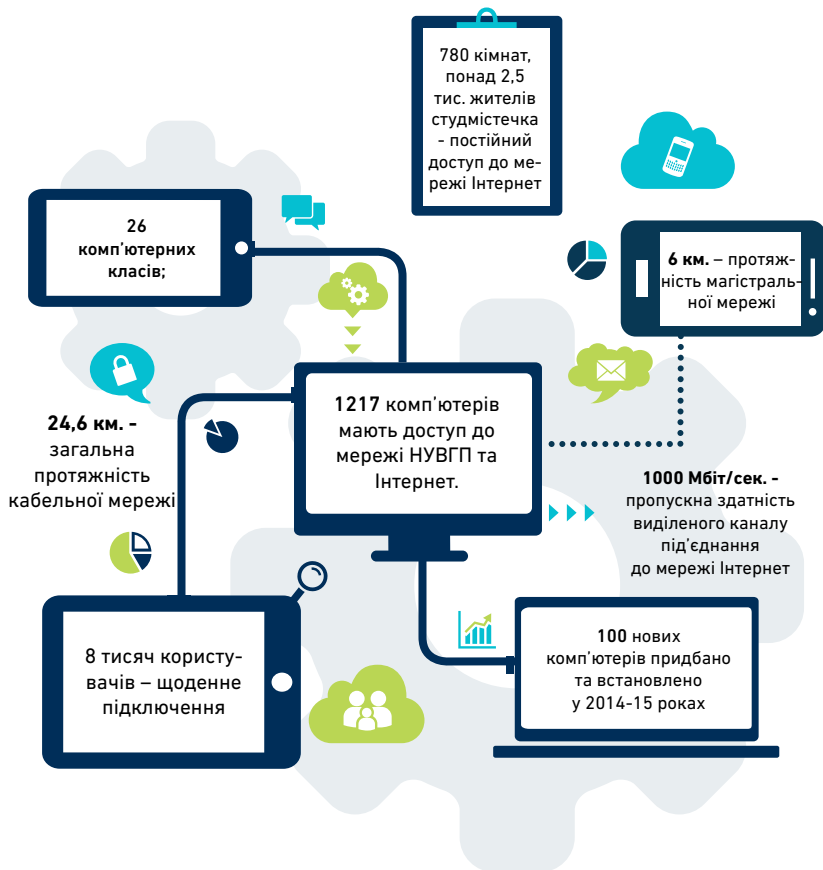 780 кімнат,
понад 2,5
тис. жителів
студмістечка
- постійний
доступ до ме-
режі Інтернет
26
комп’ютерних
класів;
6 км. – протяж-
ність магістраль-
ної мережі
1217 комп’ютерів
мають доступ до
мережі НУВГП та
Інтернет.
24,6 км. -
загальна
протяжність
кабельної мережі
1000 Мбіт/сек. -
пропускна здатність
виділеного каналу
під’єднання
до мережі Інтернет
8 тисяч користу-
вачів – щоденне
підключення
100 нових
комп’ютерів придбано
та встановлено
у 2014-15 роках